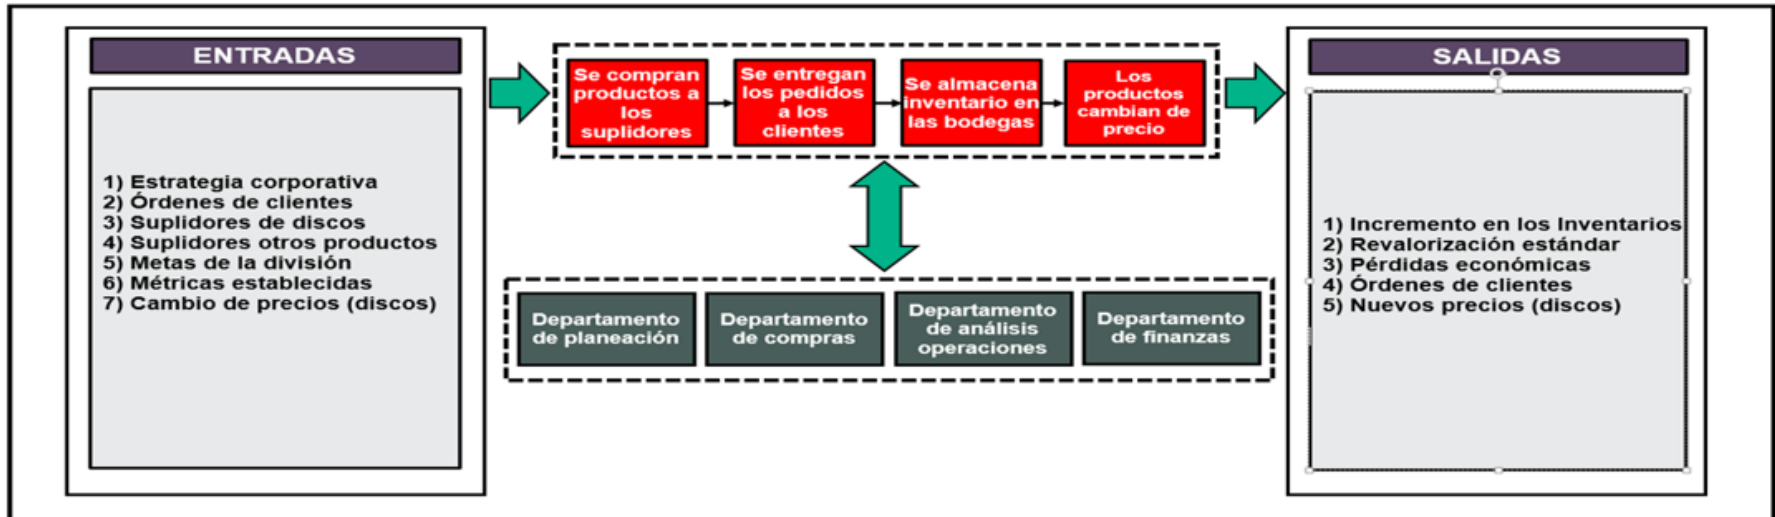 ENTRADAS
1) Estrategia corporativa
2) Órdenes de clientes
3) Suplidores de discos
4) Suplidores otros productos
5) Metas de la división
6) Métricas establecidas
7) Cambio de precios (discos)
Se compran
productos a
los
suplidores
Se entregan
los pedidos
a los
clientes
Se almacena
inventario en
las bodegas
Los
productos
cambian de
precio
Departamento
de planeación
Departamento
de compras
Departamento
de análisis
operaciones
Departamento
de finanzas
SALIDAS
1) Incremento en los Inventarios
2) Revalorización estándar
3) Pérdidas económicas
4) Órdenes de clientes
5) Nuevos precios (discos)